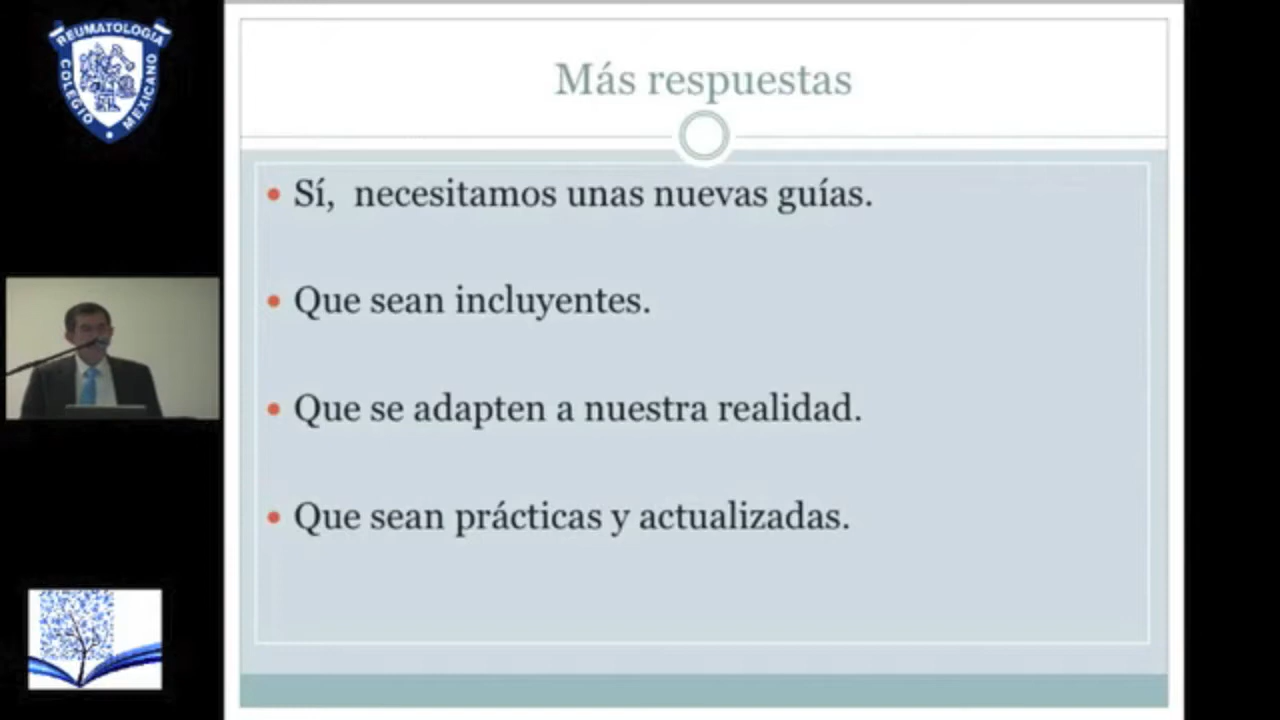 REUMATOLOGIA
COLEGIO
MEXICANO
Más respuestas
Sí, necesitamos unas nuevas guías.
Que sean incluyentes.
Que se adapten a nuestra realidad.
Que sean prácticas y actualizadas.